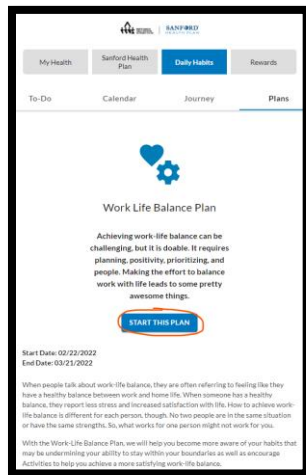 SANFORD
HEALTH PLAN
My Health
Sanford Health
Plan
Daily Habits
Rewards
To-Do
Calendar
Journey
Plans
Work Life Balance Plan
Achieving work-life balance can be
challenging, but it is doable. It requires
planning, positivity, prioritizing, and
people. Making the effort to balance
work with life leads to some pretty
awesome things.
START THIS PLAN
Start Date: 02/22/2022
End Date: 03/21/2022
When people talk about work-life balance, they are often referring to feeling like they
have a healthy balance between work and home life. When someone has a healthy
balance, they report less stress and increased satisfaction with life. How to achieve work-
life balance is different for each person, though. No two people are in the same situation
or have the same strengths. So, what works for one person might not work for you.
With the Work-Life Balance Plan, we will help you become more aware of your habits that
may be undermining your ability to stay within your boundaries as well as encourage
Activities to help you achieve a more satisfying work-life balance.